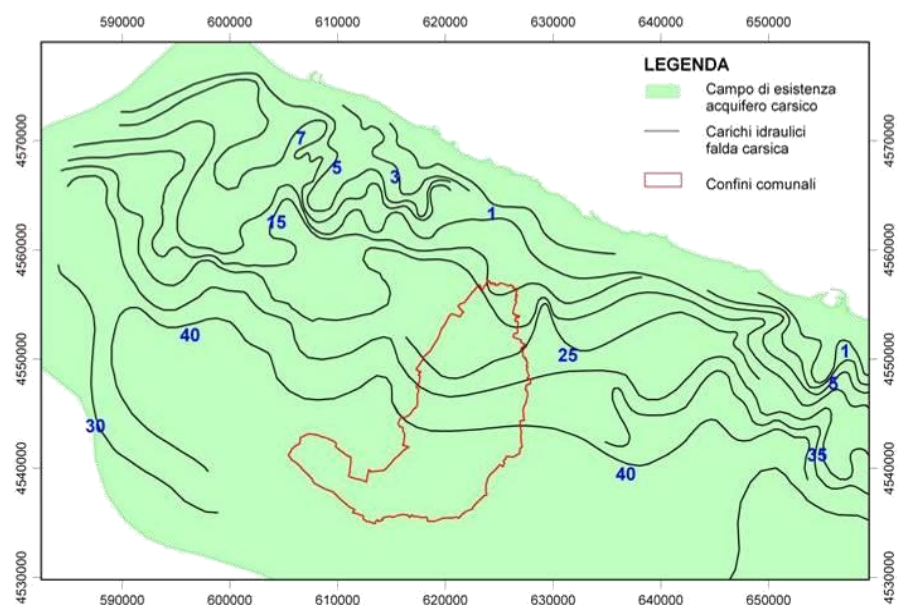 590000 600000 610000 620000 630000 640000 650000
LEGENDA
Campo di esistenza
acquifero carsico
Carichi idraulici
falda carsica
Confini comunali
4570000 4570000
7
5
3
1
15
4560000 4560000
40
25
1
5
4550000 4550000
30
35
40
4540000 4540000
4530000 4530000
590000 600000 610000 620000 630000 640000 650000